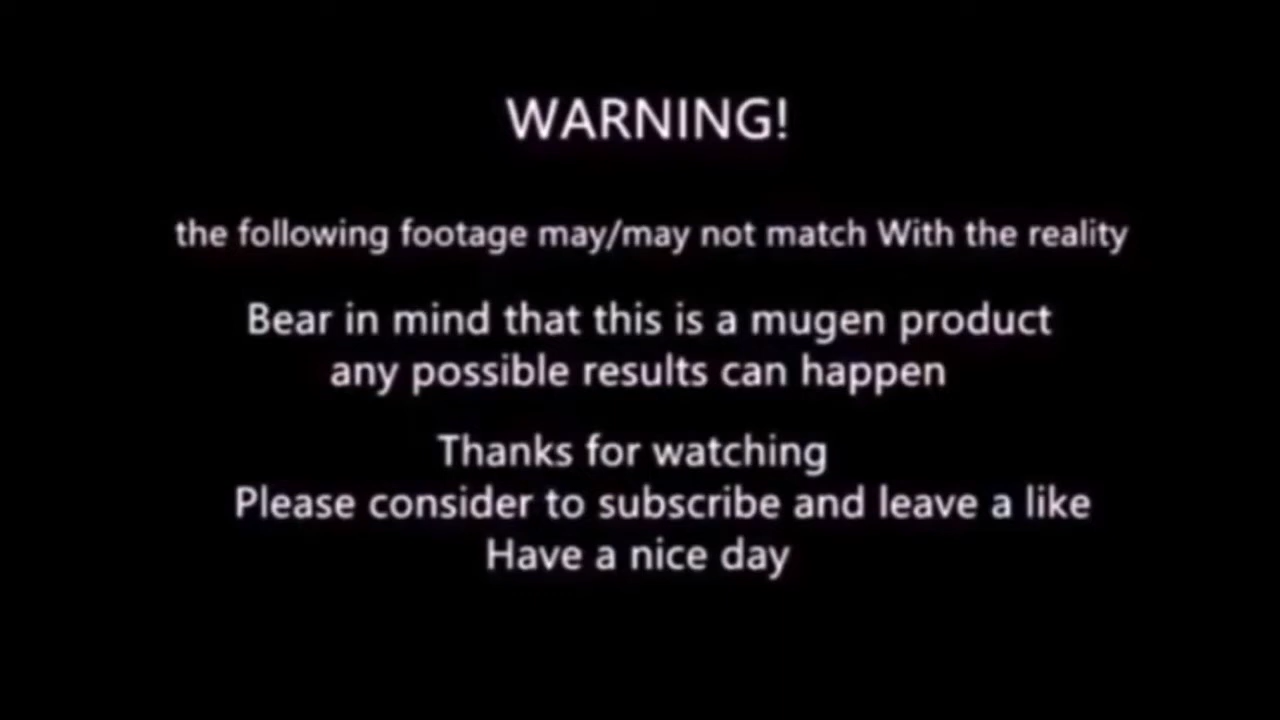 WARNING!
the following footage may/may not match With the reality
Bear in mind that this is a mugen product
any possible results can happen
Thanks for watching
Please consider to subscribe and leave a like
Have a nice day